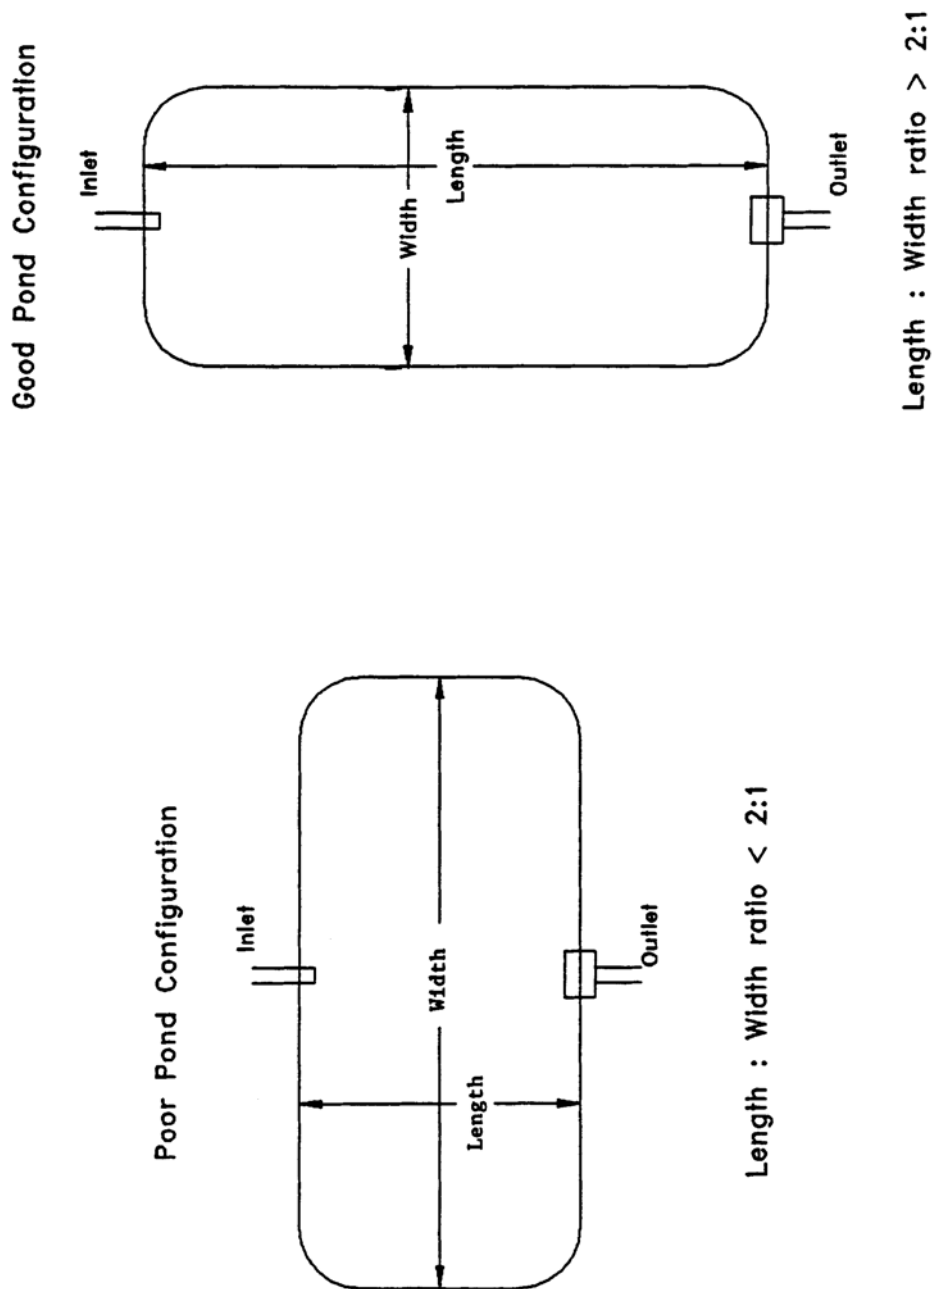 Poor Pond Configuration
Inlet
Width
Length
Outlet
Length : Width ratio < 2:1
Good Pond Configuration
Inlet
Width
Length
Outlet
Length : Width ratio > 2:1